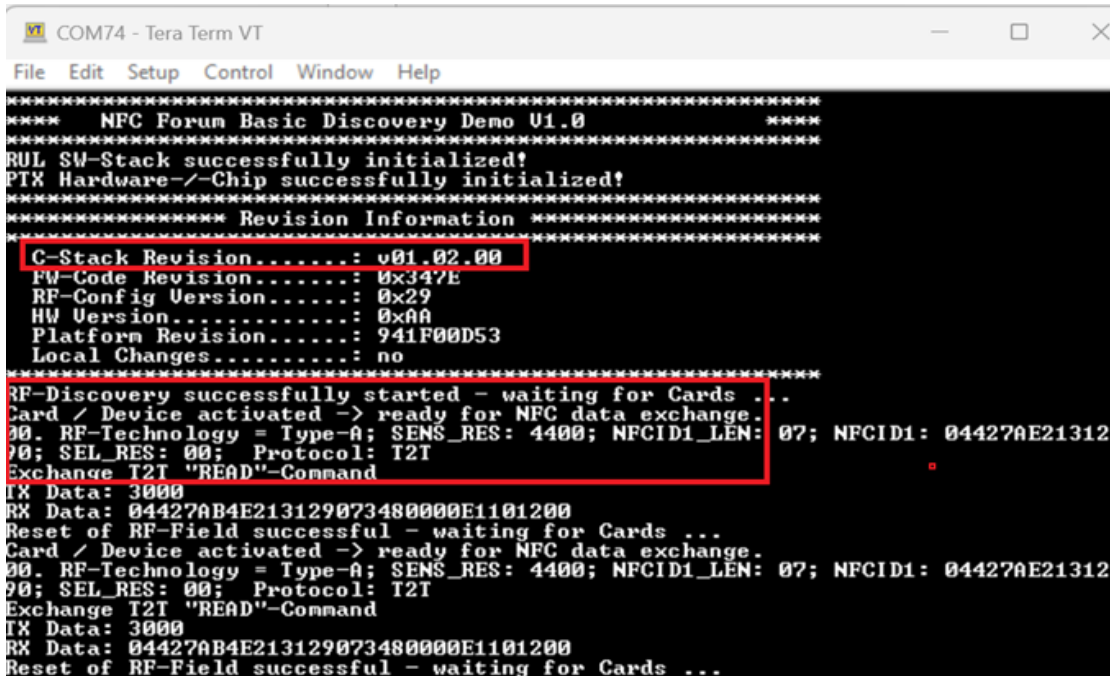 COM74 - Tera Term VT
File Edit Setup Control Window Help
***********************************************************
**** NFC Forum Basic Discovery Demo V1.0 ****
***********************************************************
RUL SW-Stack successfully initialized!
PTX Hardware-/-Chip successfully initialized!
***********************************************************
**************** Revision Information *********************
***********************************************************
C-Stack Revision.......: v01.02.00
FW-Code Revision.......: 0x347E
RF-Config Version......: 0x29
HW Version.............: 0xAA
Platform Revision......: 941F00D53
Local Changes..........: no
***********************************************************
RF-Discovery successfully started - waiting for Cards ...
Card / Device activated -> ready for NFC data exchange.
00. RF-Technology = Type-A; SENS_RES: 4400; NFCID1_LEN: 07; NFCID1: 04427AE21312
90; SEL_RES: 00; Protocol: T2T
Exchange T2T "READ"-Command
TX Data: 3000
RX Data: 04427AB4E213129073480000E1101200
Reset of RF-Field successful - waiting for Cards ...
Card / Device activated -> ready for NFC data exchange.
00. RF-Technology = Type-A; SENS_RES: 4400; NFCID1_LEN: 07; NFCID1: 04427AE21312
90; SEL_RES: 00; Protocol: T2T
Exchange T2T "READ"-Command
TX Data: 3000
RX Data: 04427AB4E213129073480000E1101200
Reset of RF-Field successful - waiting for Cards ...